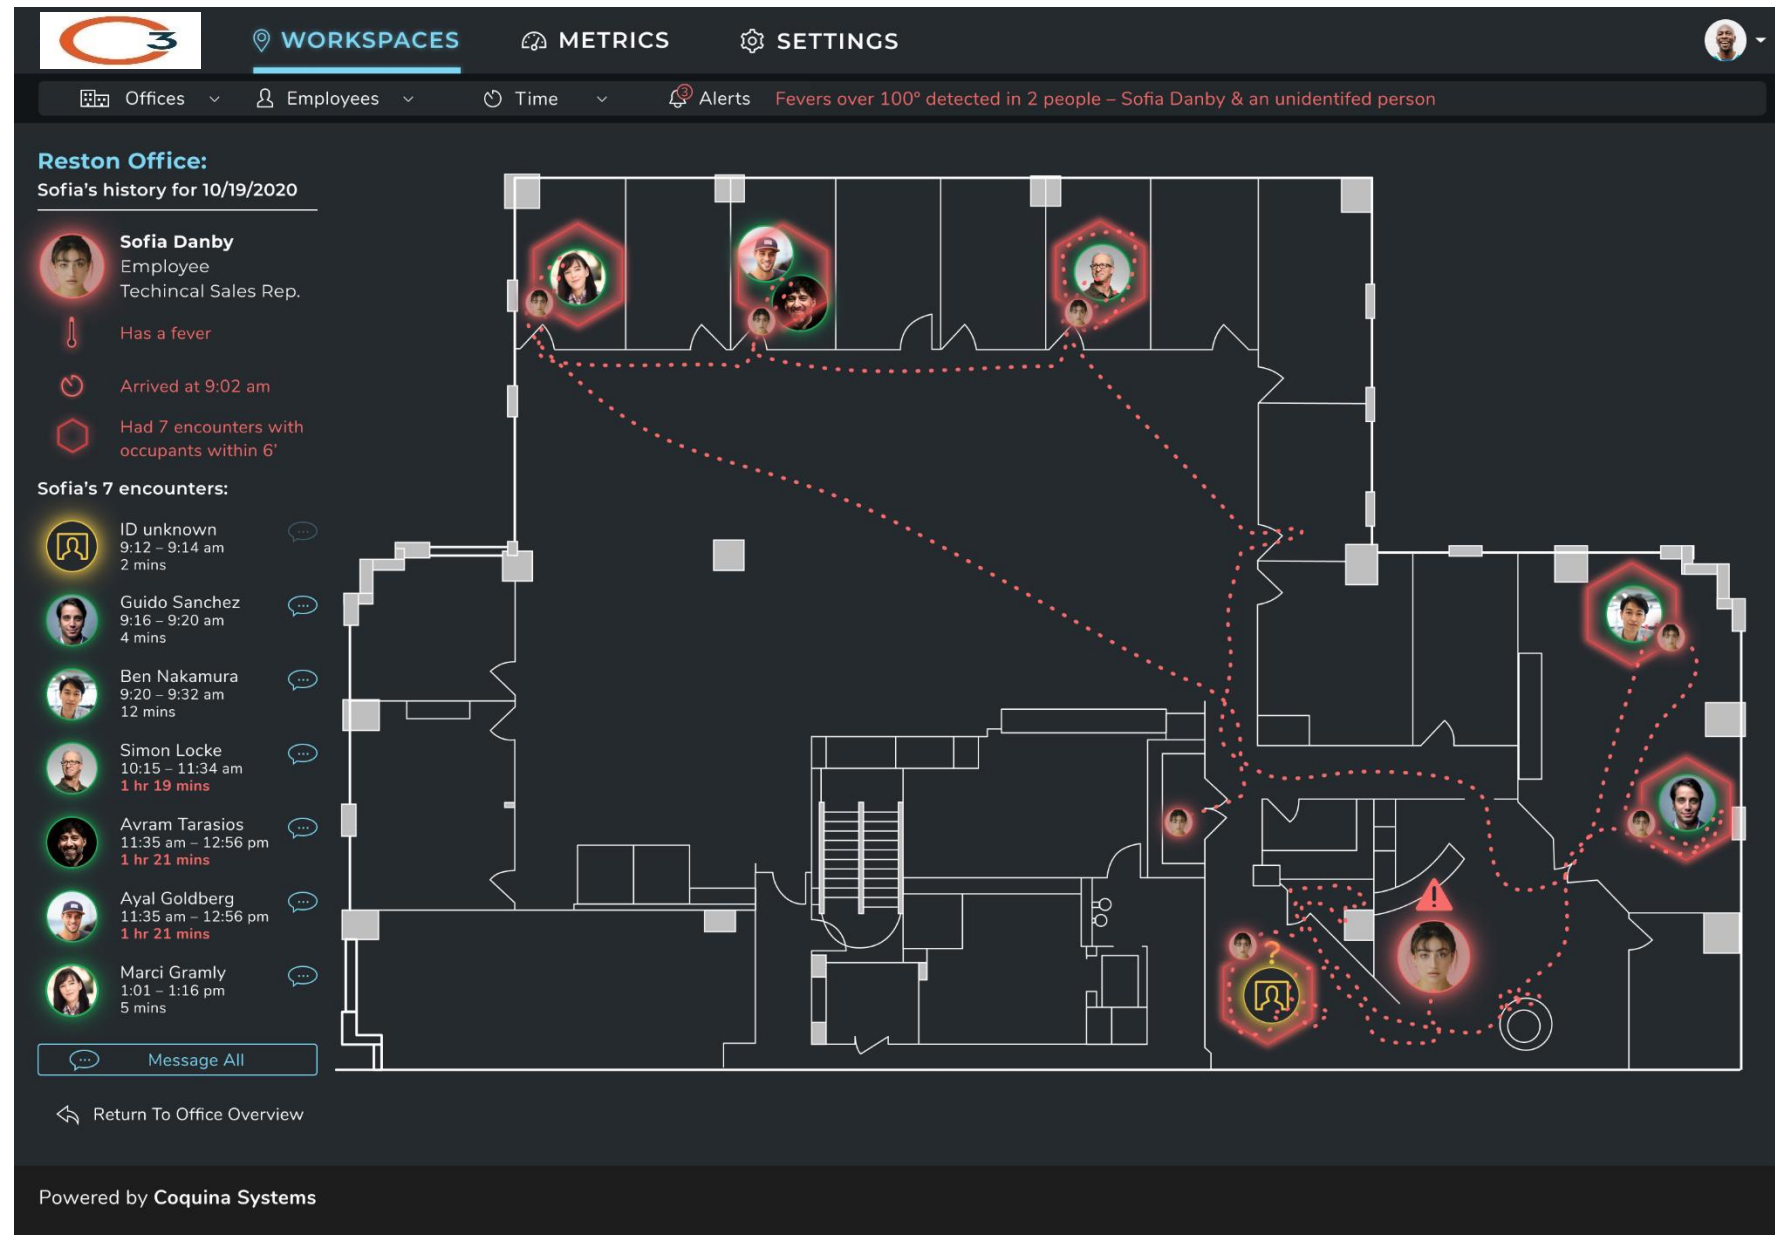 3
WORKSPACES
METRICS
SETTINGS
Offices
Employees
Time
3
Alerts
Fevers over 100° detected in 2 people – Sofia Danby & an unidentifed person
Reston Office:
Sofia's history for 10/19/2020
Sofia Danby
Employee
Techincal Sales Rep.
Has a fever
Arrived at 9:02 am
Had 7 encounters with
occupants within 6'
Sofia's 7 encounters:
ID unknown
9:12 – 9:14 am
2 mins
Guido Sanchez
9:16 – 9:20 am
4 mins
Ben Nakamura
9:20 – 9:32 am
12 mins
Simon Locke
10:15 – 11:34 am
1 hr 19 mins
Avram Tarasios
11:35 am – 12:56 pm
1 hr 21 mins
Ayal Goldberg
11:35 am – 12:56 pm
1 hr 21 mins
Marci Gramly
1:01 – 1:16 pm
5 mins
Message All
Return To Office Overview
?
Powered by Coquina Systems